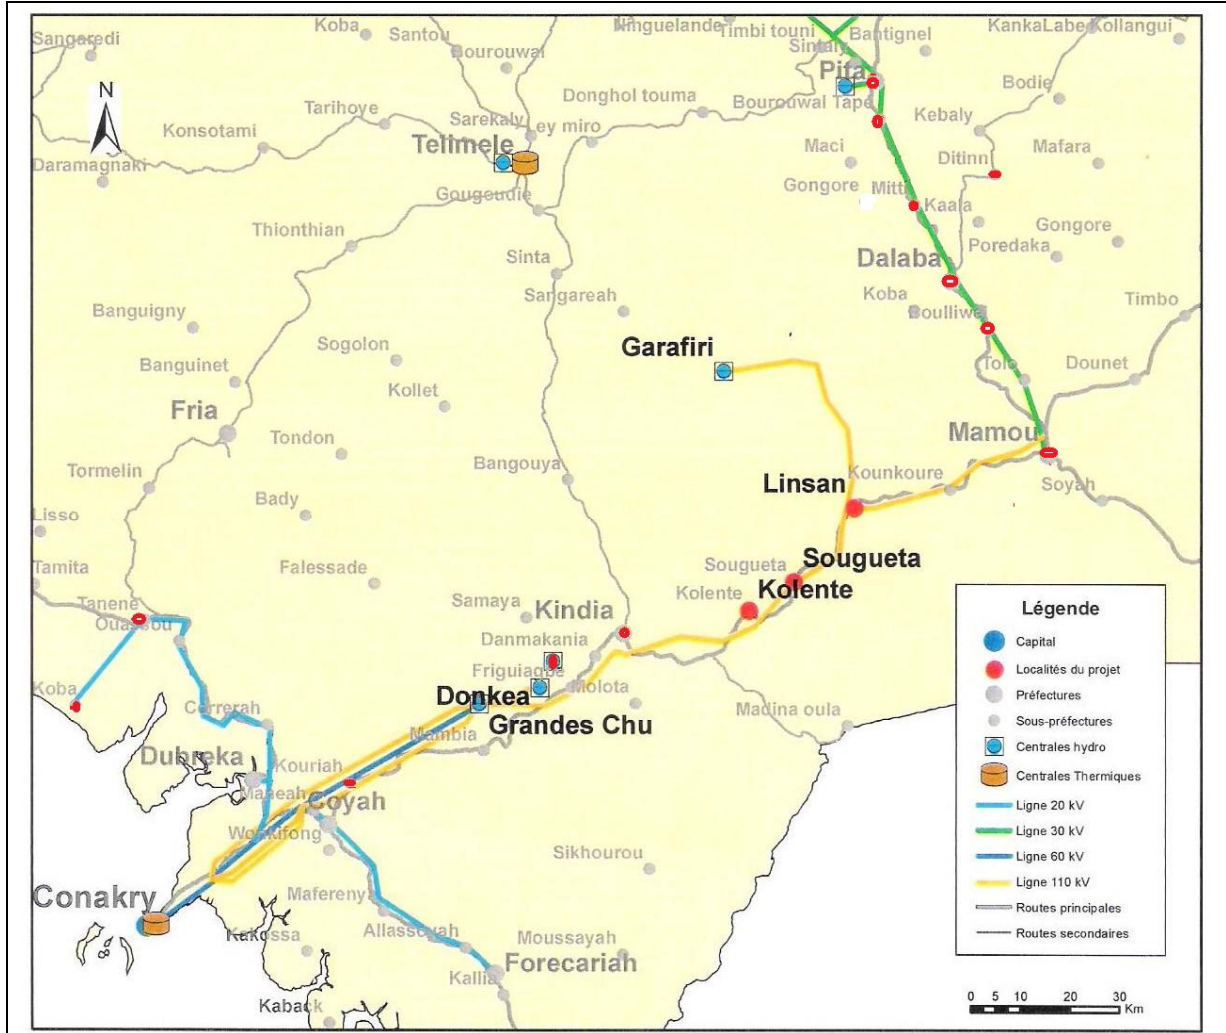 Koba
Ninguelande
Timbi touni
Bantignel
KankaLabe
Kollangui
Sangaredi
Santou
Sintaly
Bourouwal
Pita
Bodie
Donghol touma
Bourouwal Tape
Tarihoye
Sarekaly
ey miro
Kebaly
Konsotami
Telimele
Maci
Ditinn
Mafara
Daramagnaki
Gongore
Mitti
Gougoudie
Kaala
Thionthian
Gongore
Poredaka
Sinta
Dalaba
Sangareah
Koba
Timbo
Banguigny
Boulliwel
Sogolon
Garafiri
Banguinet
Tolo
Dounet
Kollet
Fria
Mamou
Tondon
Bangouya
Kounkoure
Tormelin
Linsan
Soyah
Bady
Lisso
Sougueta
Sougueta
Tamita
Falessade
Kolente
Kolente
Tanene
Samaya
Kindia
Ouassou
Danmakania
Friguiagbe
Koba
Donkea
Molota
Correrah
Grandes Chu
Madina oula
Mambia
Dubreka
Kouriah
Maneah
Coyah
Wonkifong
Sikhourou
Conakry
Maferenya
Allassoyah
Moussayah
Kakossa
Forecariah
Kallia
Kaback
N
Légende
Capital
Localités du projet
Préfectures
Sous-préfectures
Centrales hydro
Centrales Thermiques
Ligne 20 kV
Ligne 30 kV
Ligne 60 kV
Ligne 110 kV
Routes principales
Routes secondaires
0 5 10 20 30
Km